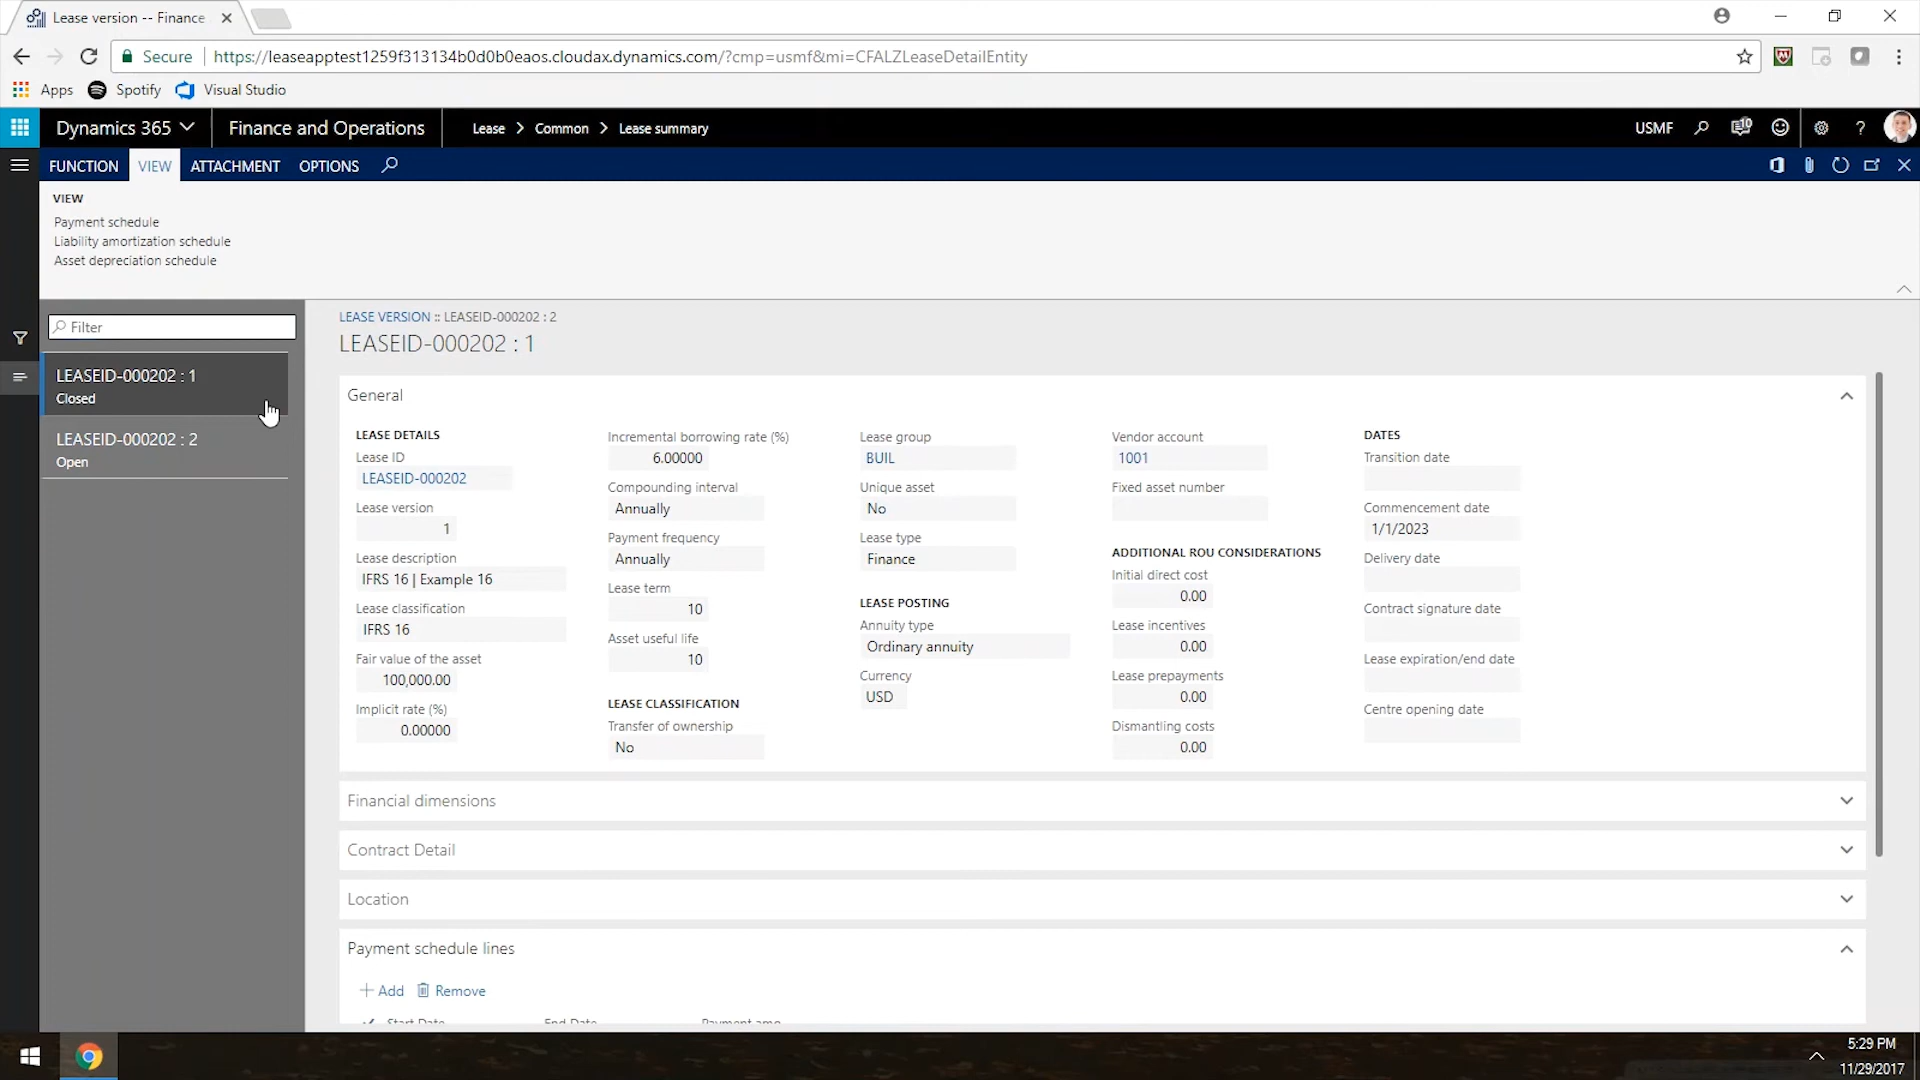 Lease version -- Finance
Secure
https://leaseapptest1259f313134b0d0b0eaos.cloudax.dynamics.com/?cmp=usmf&mi=CFALZLeaseDetailEntity
Apps Spotify Visual Studio
Dynamics 365 Finance and Operations Lease > Common > Lease summary USMF 10 ?
FUNCTION VIEW ATTACHMENT OPTIONS
VIEW
Payment schedule
Liability amortization schedule
Asset depreciation schedule
Filter
LEASEID-000202 : 1
Closed
LEASEID-000202 : 2
Open
LEASE VERSION :: LEASEID-000202 : 2
LEASEID-000202 : 1
General
LEASE DETAILS
Lease ID
LEASEID-000202
Lease version
1
Lease description
IFRS 16 | Example 16
Lease classification
IFRS 16
Fair value of the asset
100,000.00
Implicit rate (%)
0.00000
Incremental borrowing rate (%)
6.00000
Compounding interval
Annually
Payment frequency
Annually
Lease term
10
Asset useful life
10
LEASE CLASSIFICATION
Transfer of ownership
No
Lease group
BUIL
Unique asset
No
Lease type
Finance
LEASE POSTING
Annuity type
Ordinary annuity
Currency
USD
Vendor account
1001
Fixed asset number
ADDITIONAL ROU CONSIDERATIONS
Initial direct cost
0.00
Lease incentives
0.00
Lease prepayments
0.00
Dismantling costs
0.00
DATES
Transition date
Commencement date
1/1/2023
Delivery date
Contract signature date
Lease expiration/end date
Centre opening date
Financial dimensions
Contract Detail
Location
Payment schedule lines
Add Remove
Start Date End Date Payment amo
5:29 PM
11/29/2017